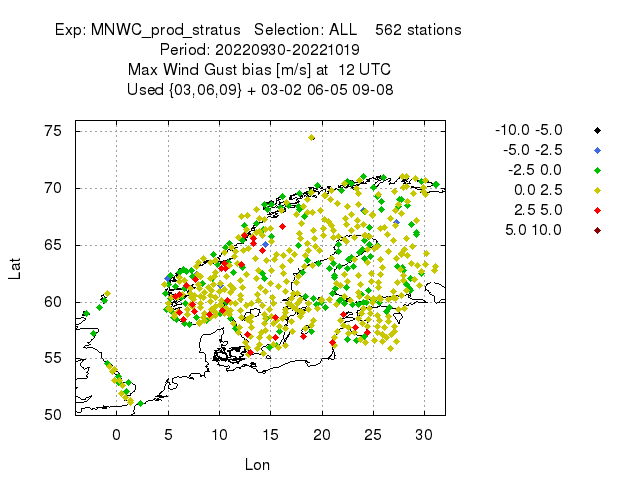 Exp: MNWC_prod_stratus Selection: ALL 562 stations
Period: 20220930-20221019
Max Wind Gust bias [m/s] at 12 UTC
Used {03,06,09} + 03-02 06-05 09-08
75
70
65
60
55
50
Lat
0 5 10 15 20 25 30
Lon
-10.0 -5.0
-5.0 -2.5
-2.5 0.0
0.0 2.5
2.5 5.0
5.0 10.0